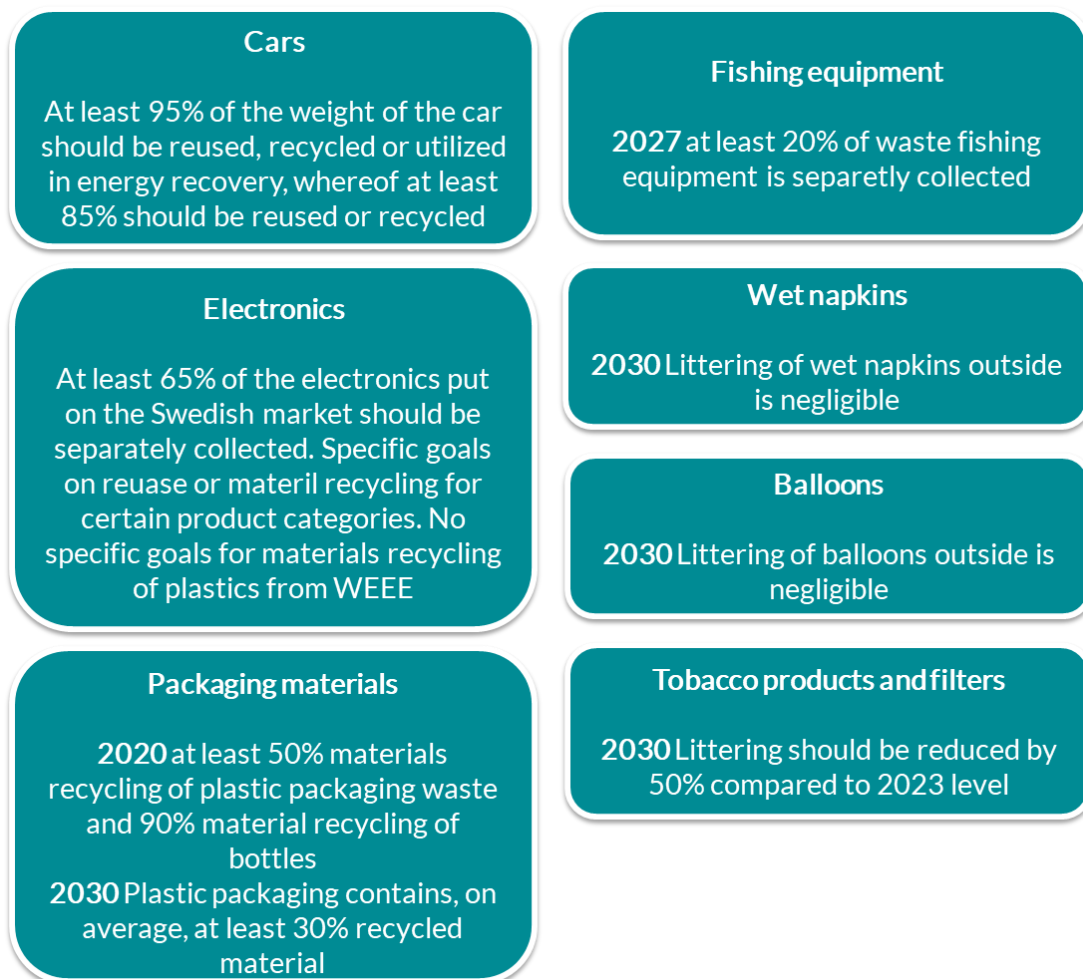 Cars
At least 95% of the weight of the car
should be reused, recycled or utilized
in energy recovery, whereof at least
85% should be reused or recycled
Electronics
At least 65% of the electronics put
on the Swedish market should be
separately collected. Specific goals
on reuase or materil recycling for
certain product categories. No
specific goals for materials recycling
of plastics from WEEE
Packaging materials
2020 at least 50% materials
recycling of plastic packaging waste
and 90% material recycling of
bottles
2030 Plastic packaging contains, on
average, at least 30% recycled
material
Fishing equipment
2027 at least 20% of waste fishing
equipment is separetly collected
Wet napkins
2030 Littering of wet napkins outside
is negligible
Balloons
2030 Littering of balloons outside is
negligible
Tobacco products and filters
2030 Littering should be reduced by
50% compared to 2023 level